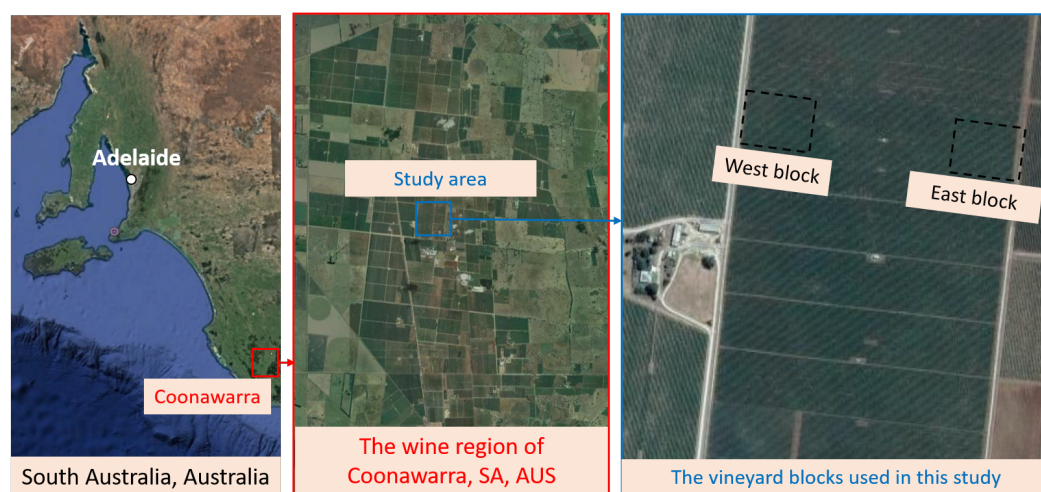 Adelaide
Coonawarra
South Australia, Australia
Study area
The wine region of
Coonawarra, SA, AUS
West block
East block
The vineyard blocks used in this study